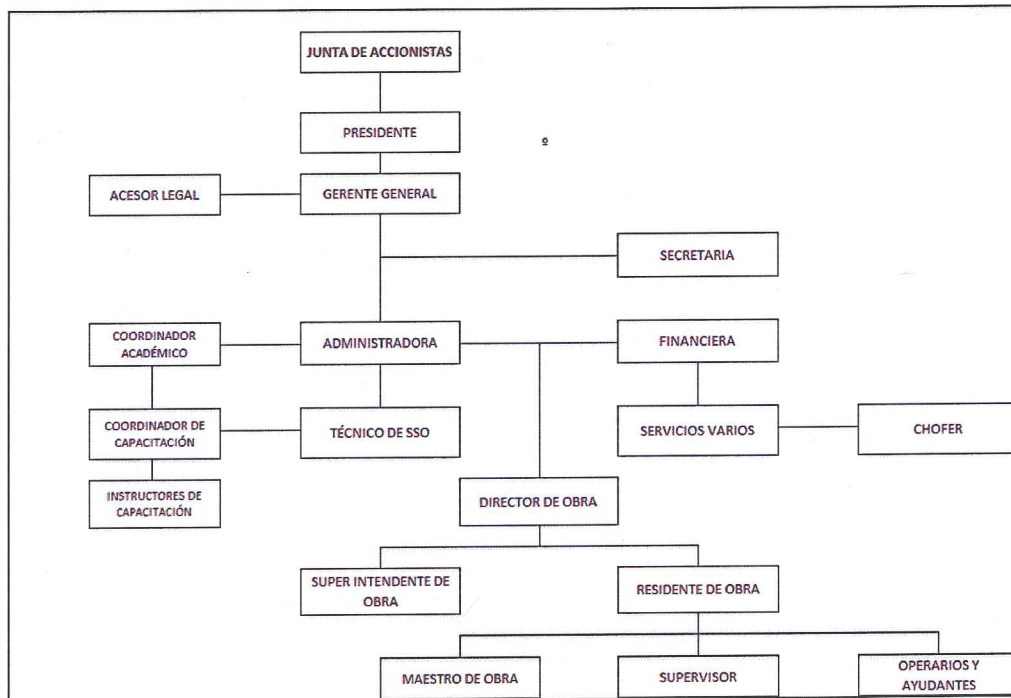 JUNTA DE ACCIONISTAS
PRESIDENTE
º
ACESOR LEGAL
GERENTE GENERAL
SECRETARIA
COORDINADOR
ACADÉMICO
ADMINISTRADORA
FINANCIERA
COORDINADOR DE
CAPACITACIÓN
TÉCNICO DE SSO
SERVICIOS VARIOS
CHOFER
INSTRUCTORES DE
CAPACITACIÓN
DIRECTOR DE OBRA
SUPER INTENDENTE DE
OBRA
RESIDENTE DE OBRA
MAESTRO DE OBRA
SUPERVISOR
OPERARIOS Y
AYUDANTES